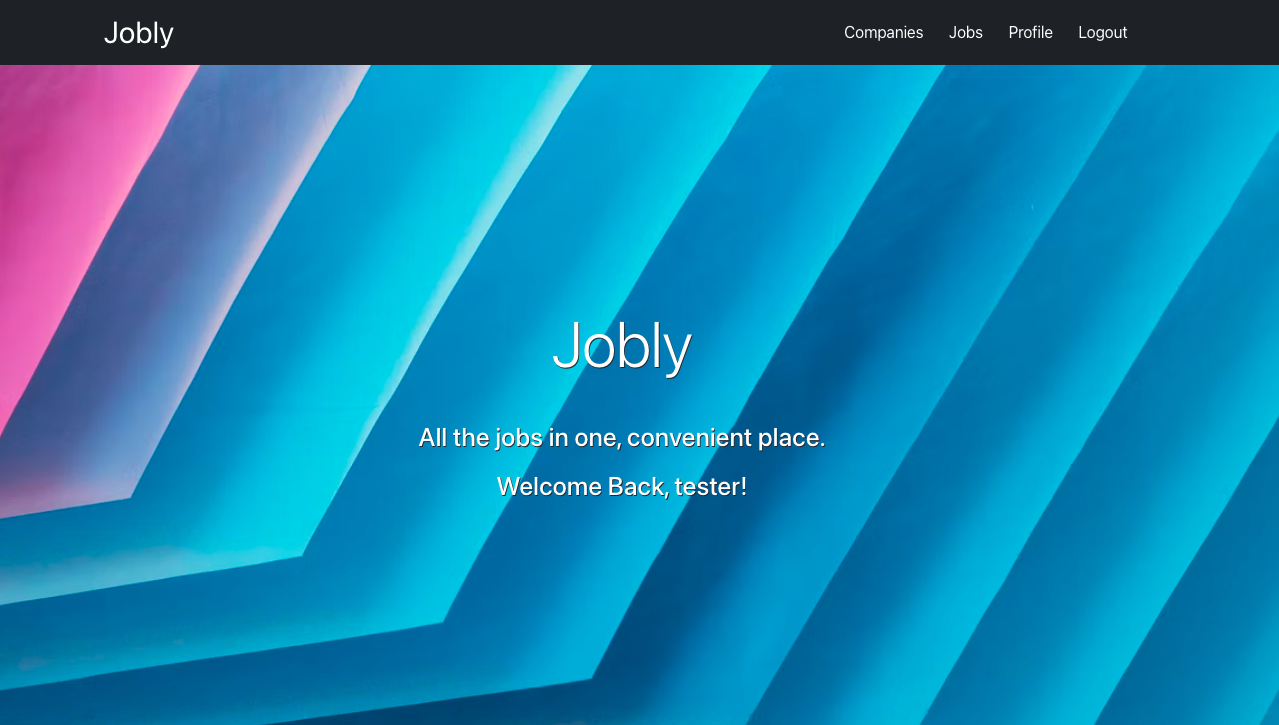 Jobly
Companies Jobs Profile Logout
Jobly
All the jobs in one, convenient place.
Welcome Back, tester!